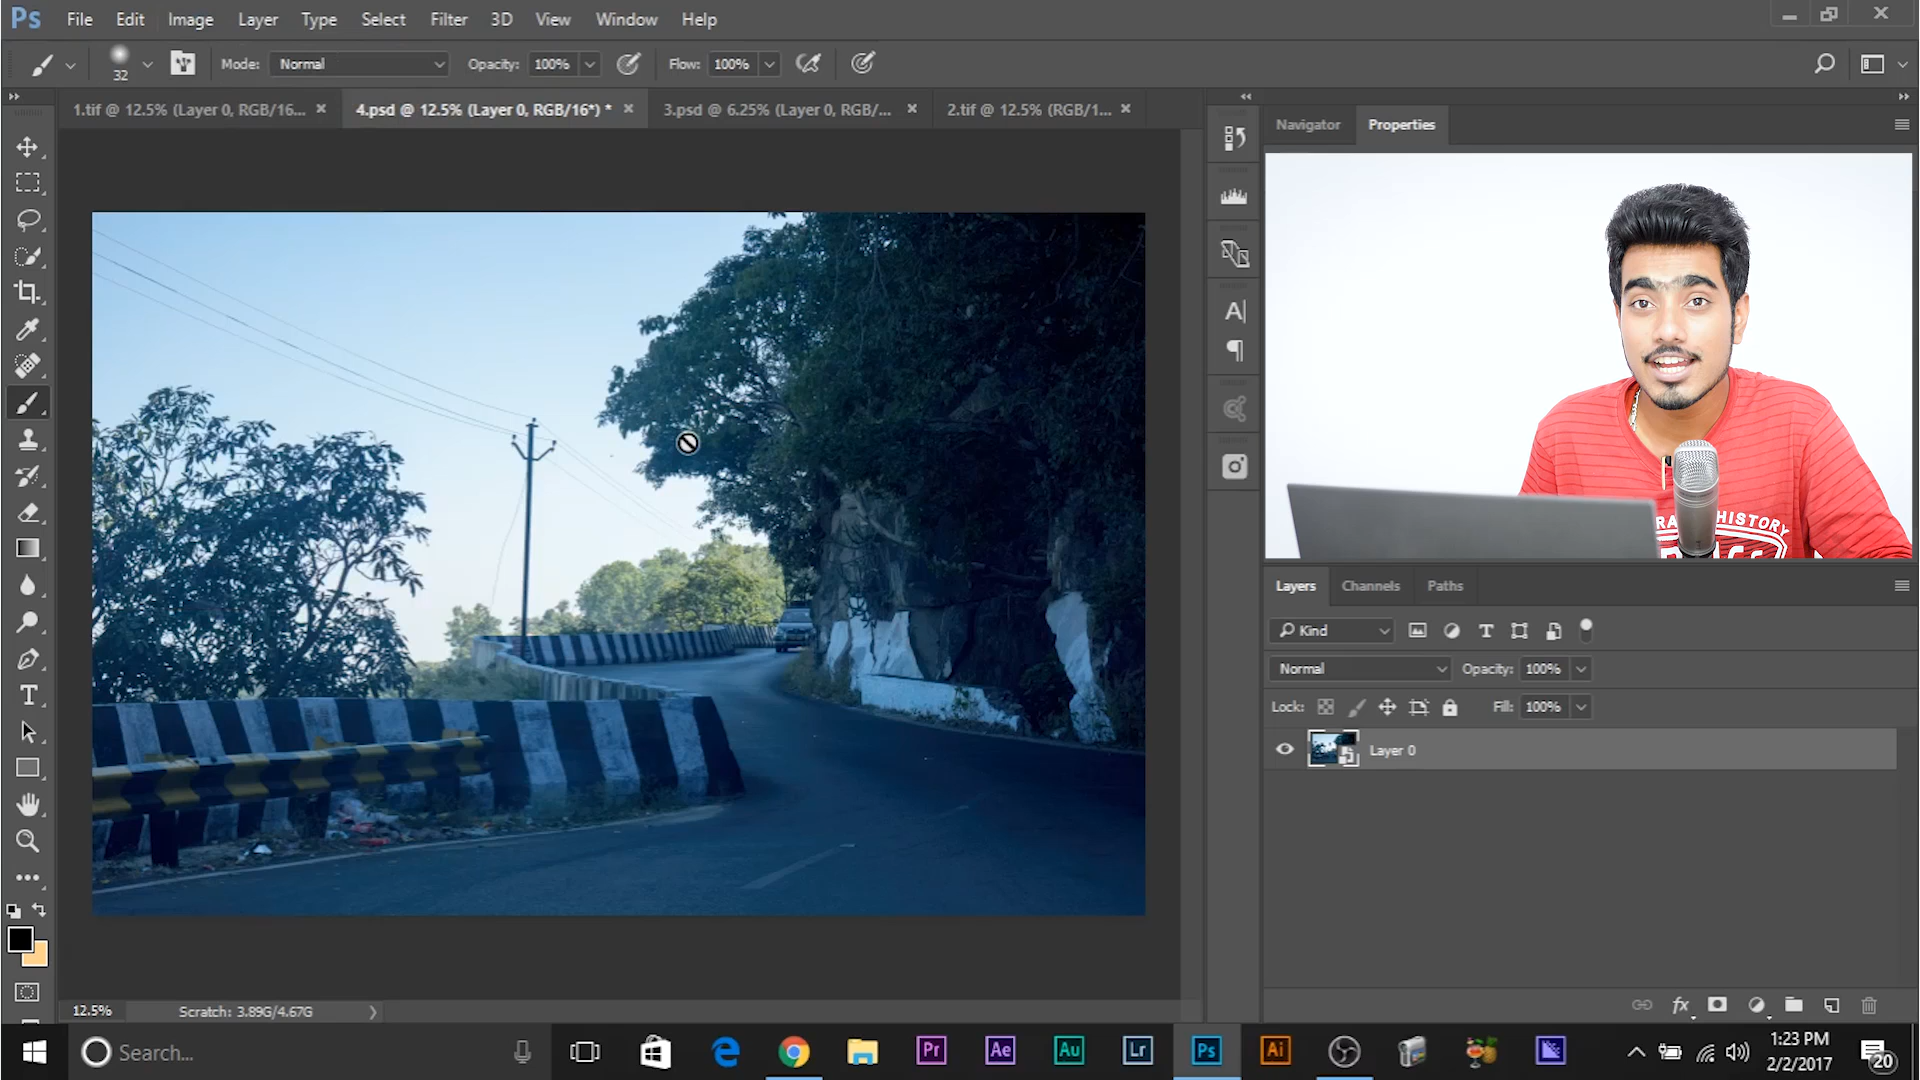 Ps File Edit Image Layer Type Select Filter 3D View Window Help
32 Mode: Normal Opacity: 100% Flow: 100%
1.tif @ 12.5% (Layer 0, RGB/16... × 4.psd @ 12.5% (Layer 0, RGB/16*) * × 3.psd @ 6.25% (Layer 0, RGB/... × 2.tif @ 12.5% (RGB/1... ×
Navigator Properties
HISTORY
Layers Channels Paths
Kind
Normal Opacity: 100%
Lock: Fill: 100%
Layer 0
12.5% Scratch: 3.89G/4.67G
fx
Search... Pr Ae Au Lr Ps Ai 1:23 PM
2/2/2017
20